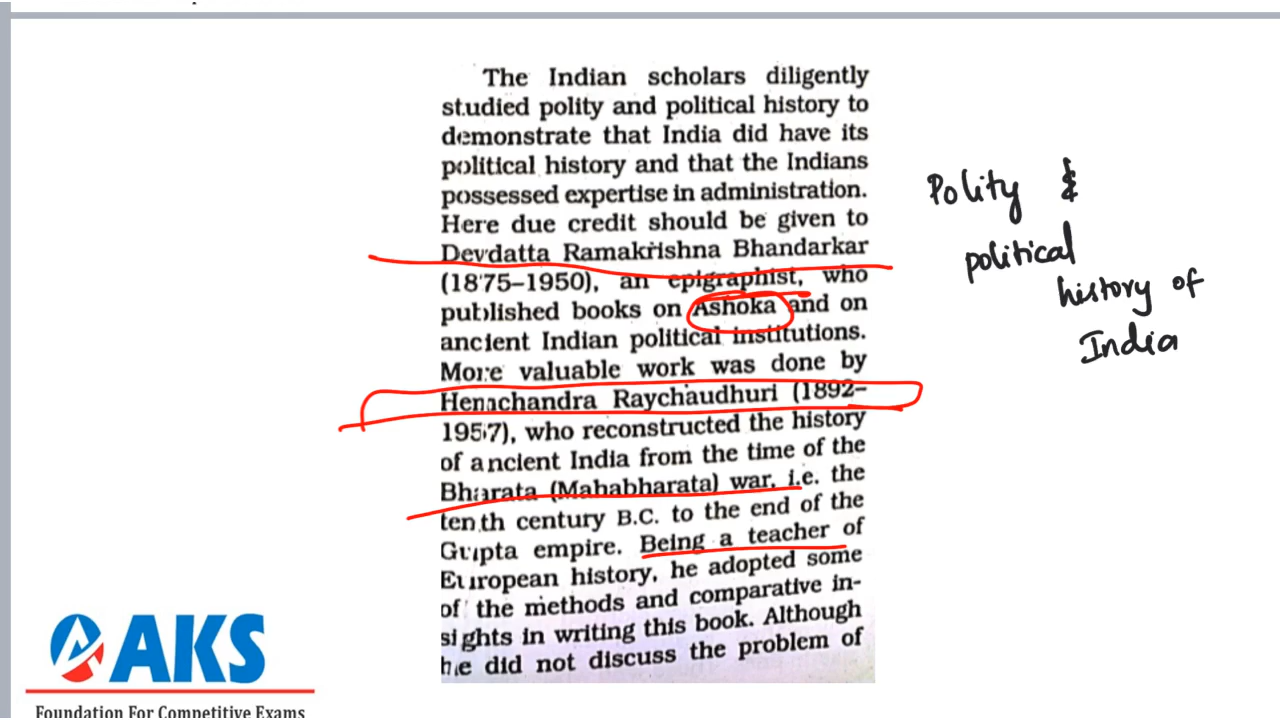 The Indian scholars diligently
studied polity and political history to
demonstrate that India did have its
political history and that the Indians
possessed expertise in administration.
Here due credit should be given to
Devdatta Ramakrishna Bhandarkar
(1875–1950), an epigraphist, who
published books on Ashoka and on
ancient Indian political institutions.
More valuable work was done by
Hemchandra Raychaudhuri (1892–
1957), who reconstructed the history
of ancient India from the time of the
Bharata (Mahabharata) war, i.e. the
tenth century B.C. to the end of the
Gupta empire. Being a teacher of
European history, he adopted some
of the methods and comparative in-
sights in writing this book. Although
he did not discuss the problem of
Polity &
political
history of
India
AKS
Foundation For Competitive Exams